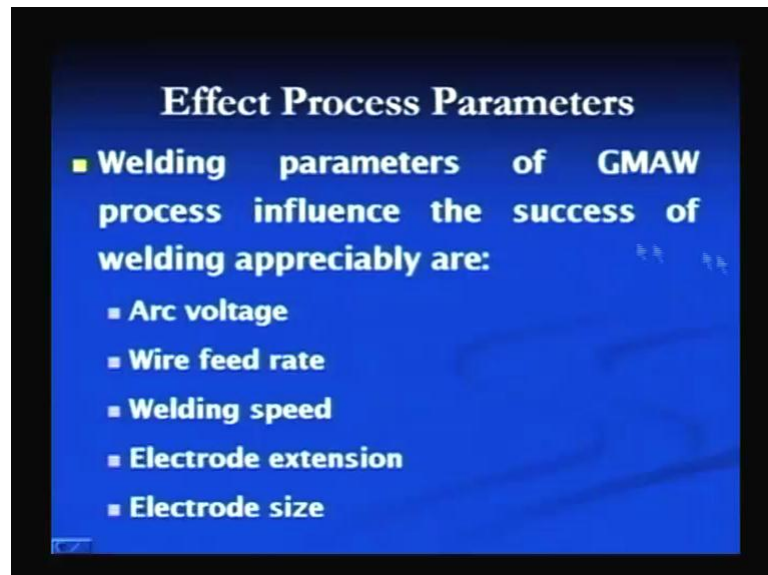 Effect Process Parameters
Welding parameters of GMAW
process influence the success of
welding appreciably are:
Arc voltage
Wire feed rate
Welding speed
Electrode extension
Electrode size